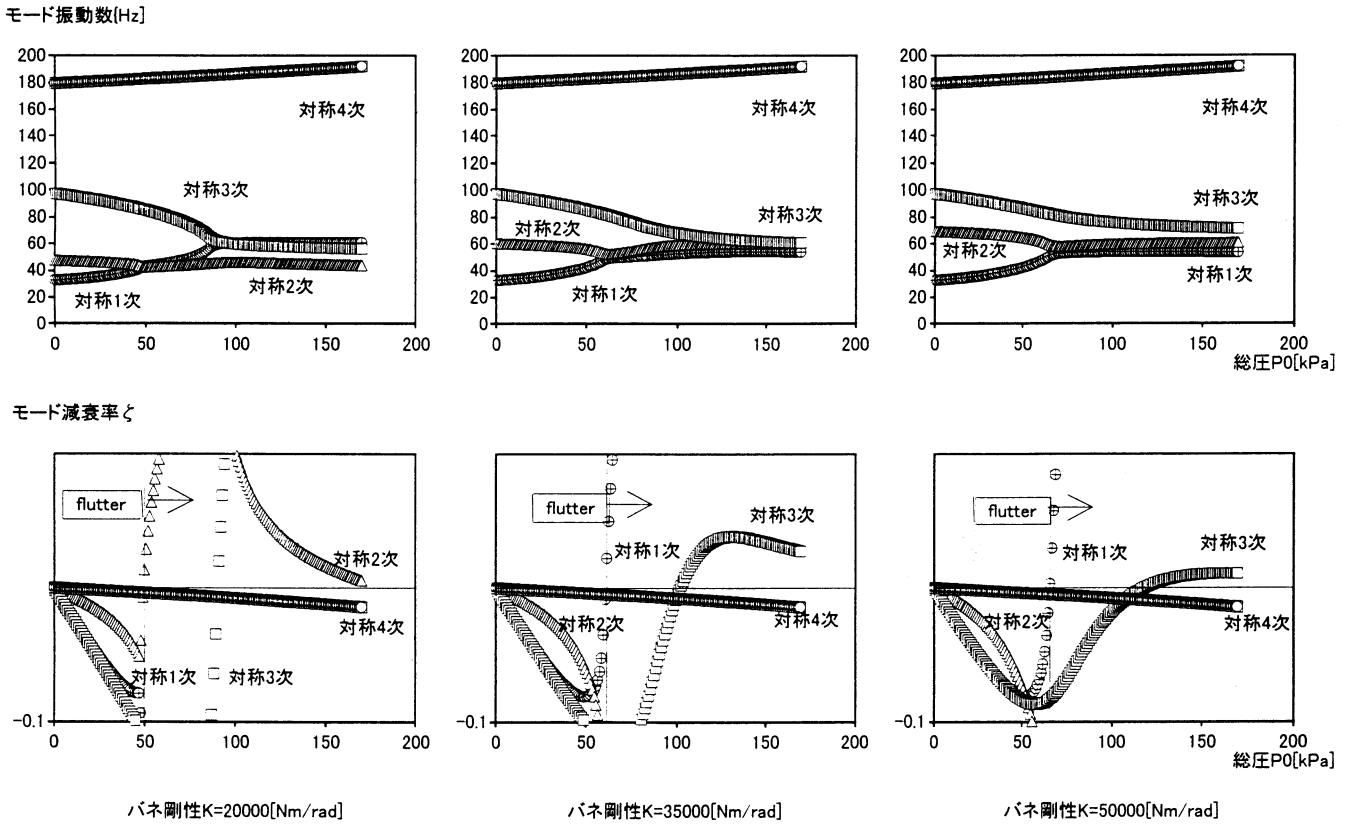 モード振動数[Hz]
200
180
160
140
120
100
80
60
40
20
0
対称4次
対称3次
対称1次
対称2次
0 50 100 150 200
200
180
160
140
120
100
80
60
40
20
0
対称4次
対称2次
対称3次
対称1次
0 50 100 150 200
200
180
160
140
120
100
80
60
40
20
0
対称4次
対称3次
対称2次
対称1次
0 50 100 150 200
総圧P0[kPa]
モード減衰率ζ
flutter
対称2次
対称4次
対称1次
対称3次
-0.1
0 50 100 150 200
flutter
対称3次
対称1次
対称2次
対称4次
-0.1
0 50 100 150 200
flutter
対称1次
対称3次
対称2次
対称4次
-0.1
0 50 100 150 200
総圧P0[kPa]
バネ剛性K=20000[Nm/rad]
バネ剛性K=35000[Nm/rad]
バネ剛性K=50000[Nm/rad]